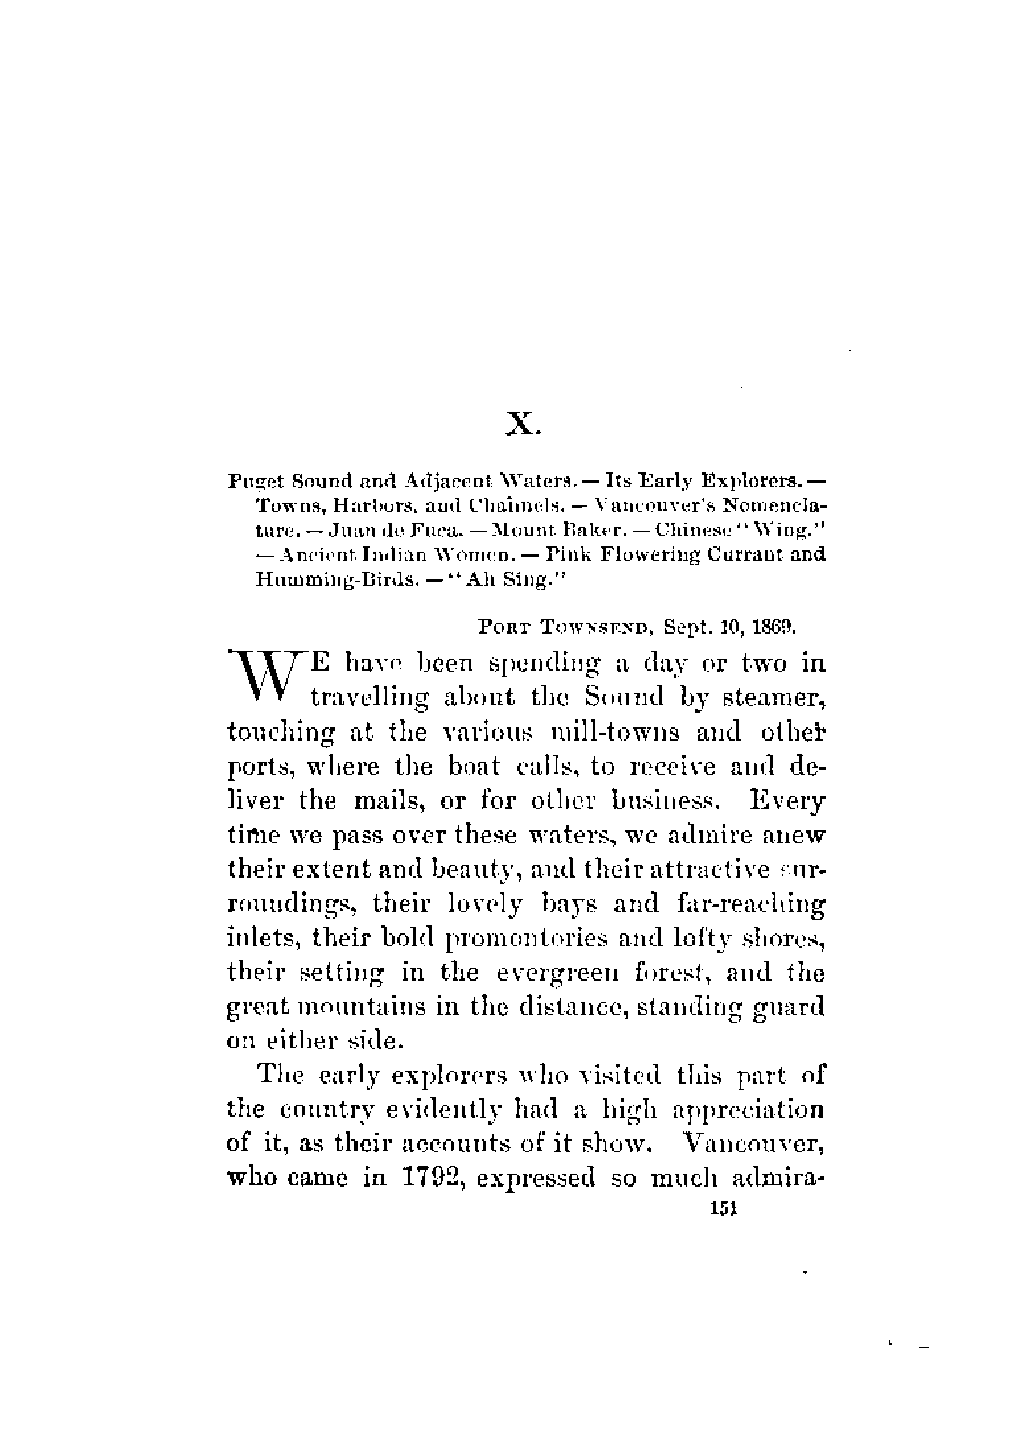 X.
Puget Sound and Adjacent Waters. — Its Early Explorers. —
Towns, Harbors, and Channels. — Vancouver's Nomencla-
ture. — Juan de Fuca. — Mount Baker. — Chinese "Wing."
— Ancient Indian Women. — Pink Flowering Currant and
Humming-Birds. — "Ah Sing."
PORT TOWNSEND, Sept. 10, 1869.
WE have been spending a day or two in
travelling about the Sound by steamer,
touching at the various mill-towns and other
ports, where the boat calls, to receive and de-
liver the mails, or for other business. Every
time we pass over these waters, we admire anew
their extent and beauty, and their attractive sur-
roundings, their lovely bays and far-reaching
inlets, their bold promontories and lofty shores,
their setting in the evergreen forest, and the
great mountains in the distance, standing guard
on either side.
The early explorers who visited this part of
the country evidently had a high appreciation
of it, as their accounts of it show. Vancouver,
who came in 1792, expressed so much admira-
151